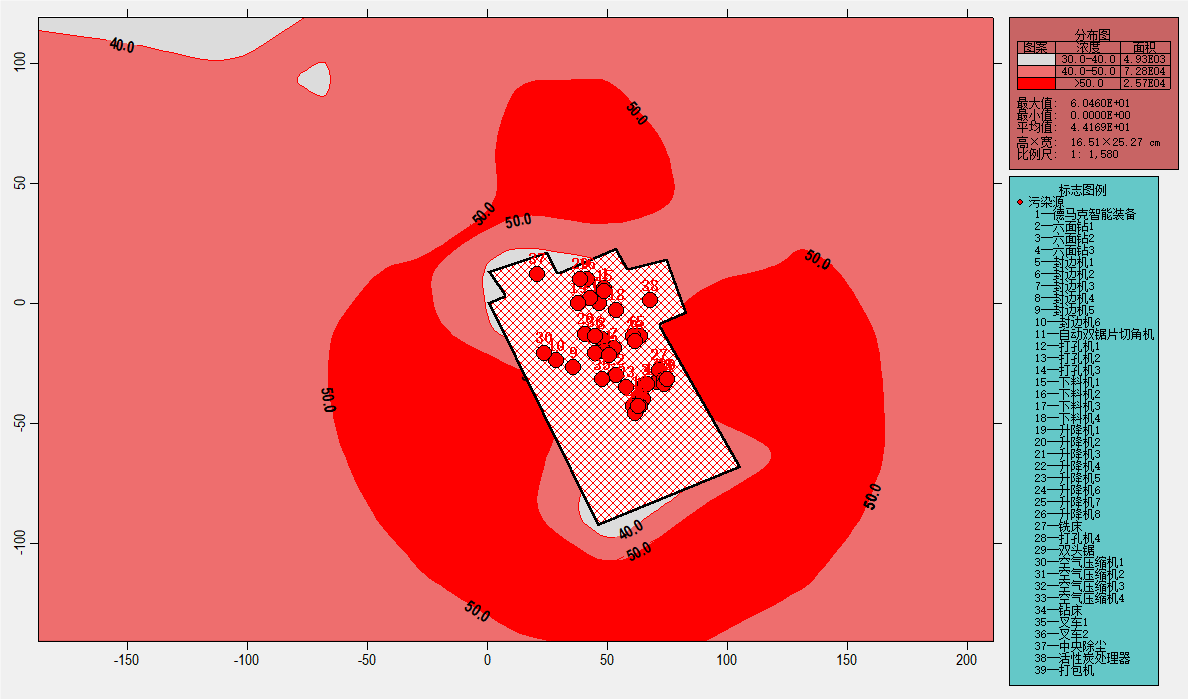 40.0
50.0
50.0
50.0
50.0
50.0
50.0
50.0
40.0
50.0
100
50
0
-50
-100
-150
-100
-50
0
50
100
150
200
37
38
30
9
27
分布图
图案 浓度 面积
30.0-40.0 4.93E03
40.0-50.0 7.28E04
>50.0 2.57E04
最大值: 6.0460E+01
最小值: 0.0000E+00
平均值: 4.4169E+01
高×宽: 16.51×25.27 cm
比例尺: 1: 1,580
标志图例
污染源
1—德马克智能装备
2—六面钻1
3—六面钻2
4—六面钻3
5—封边机1
6—封边机2
7—封边机3
8—封边机4
9—封边机5
10—封边机6
11—自动双锯片切角机
12—打孔机1
13—打孔机2
14—打孔机3
15—下料机1
16—下料机2
17—下料机3
18—下料机4
19—升降机1
20—升降机2
21—升降机3
22—升降机4
23—升降机5
24—升降机6
25—升降机7
26—升降机8
27—铣床
28—打孔机4
29—双头锯
30—空气压缩机1
31—空气压缩机2
32—空气压缩机3
33—空气压缩机4
34—钻床
35—叉车1
36—叉车2
37—中央除尘
38—活性炭处理器
39—打包机